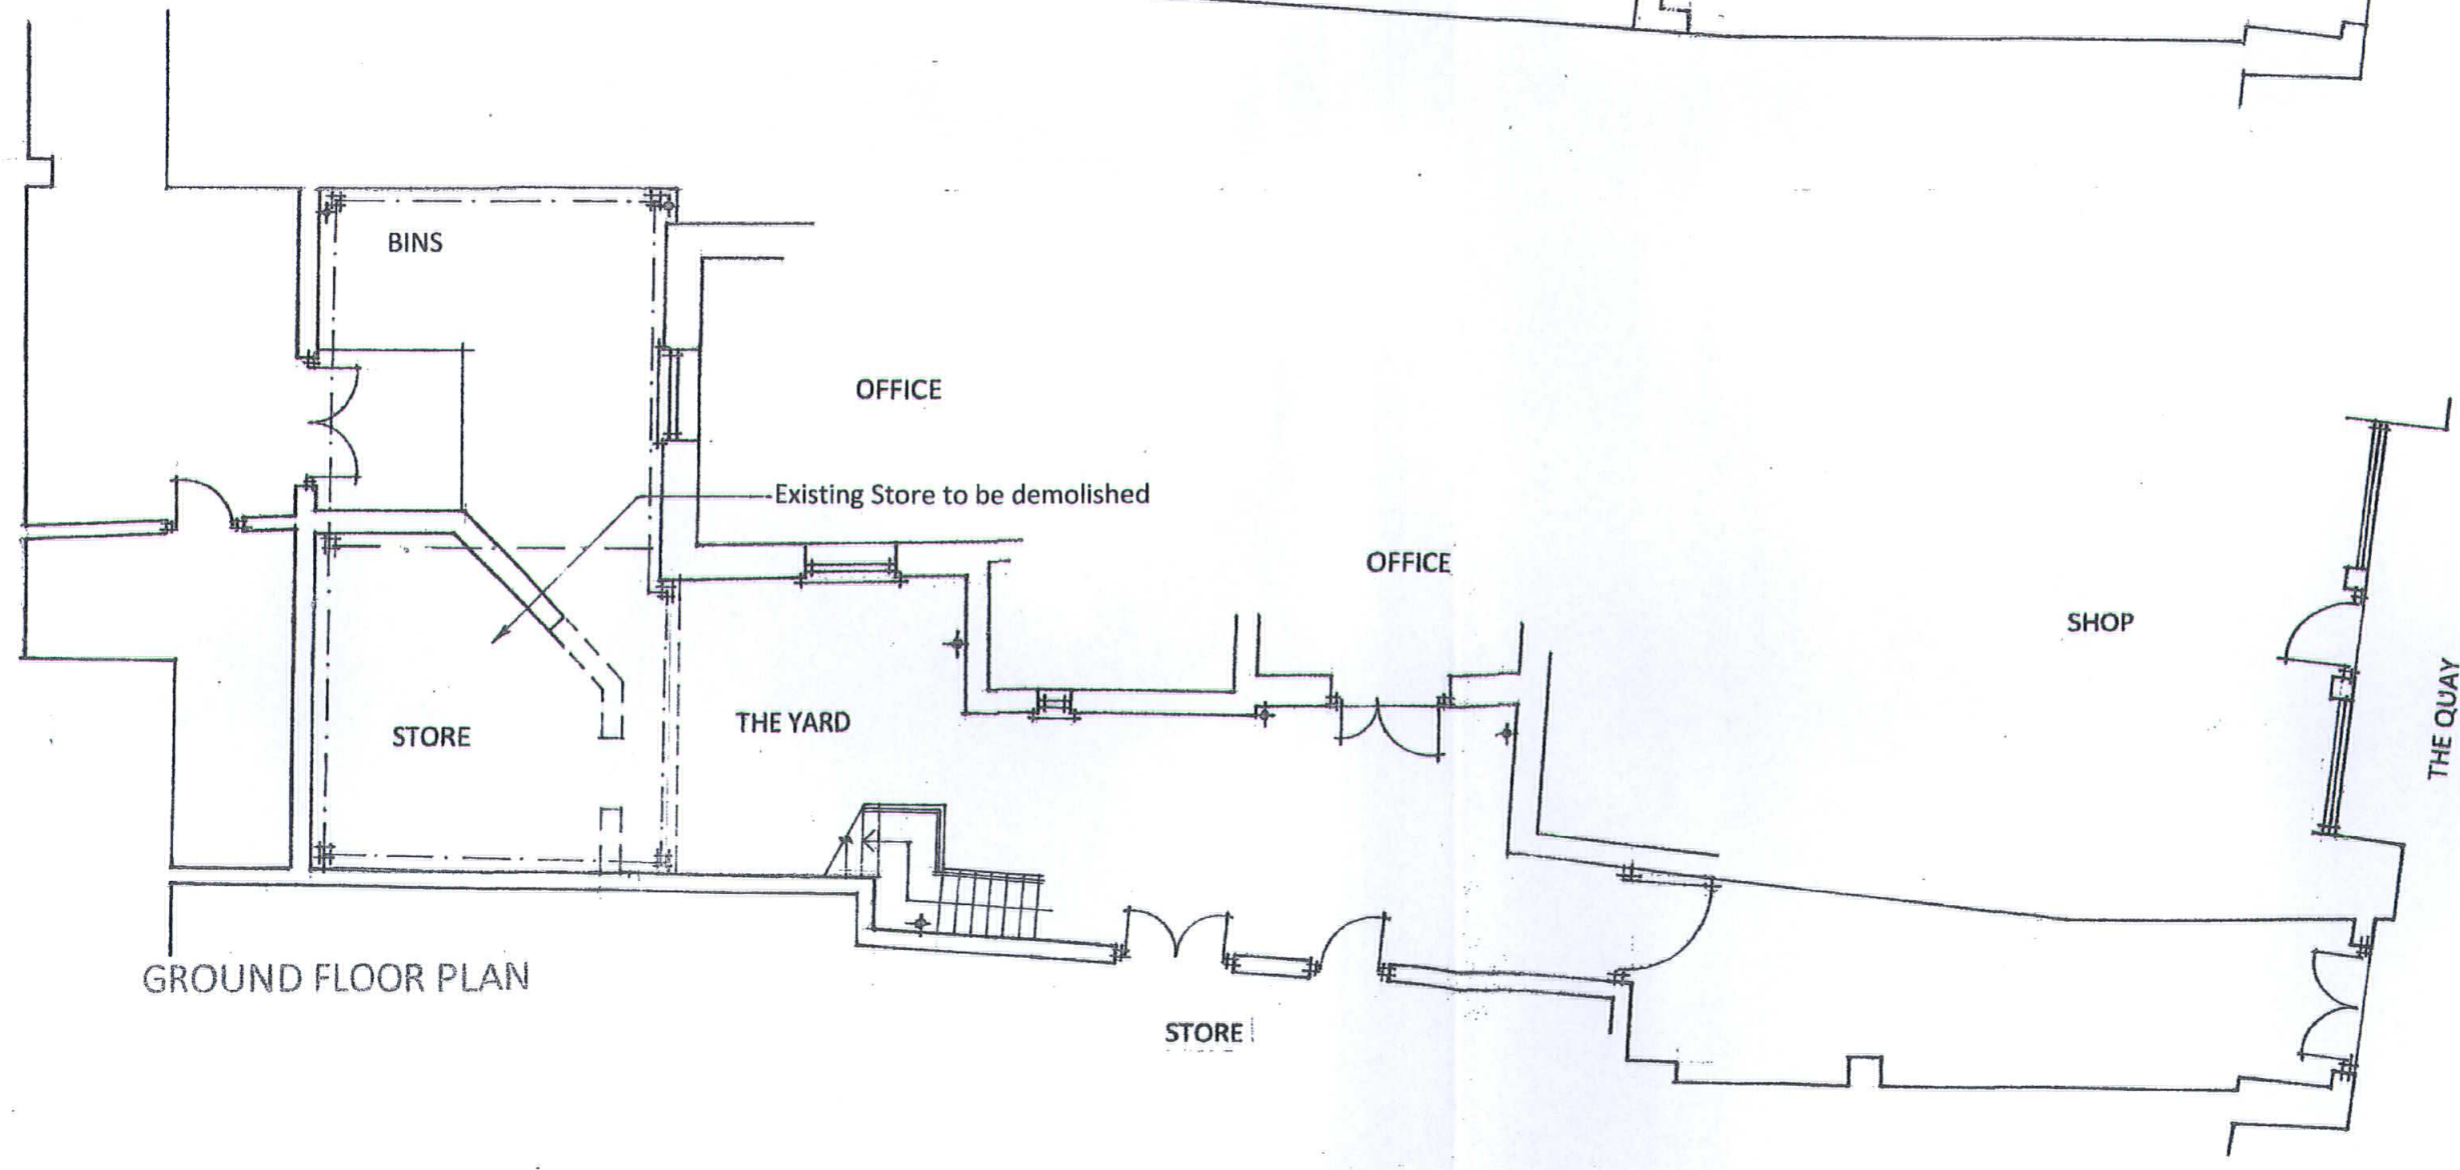 BINS
OFFICE
Existing Store to be demolished
OFFICE
SHOP
THE QUAY
STORE
THE YARD
GROUND FLOOR PLAN
STORE